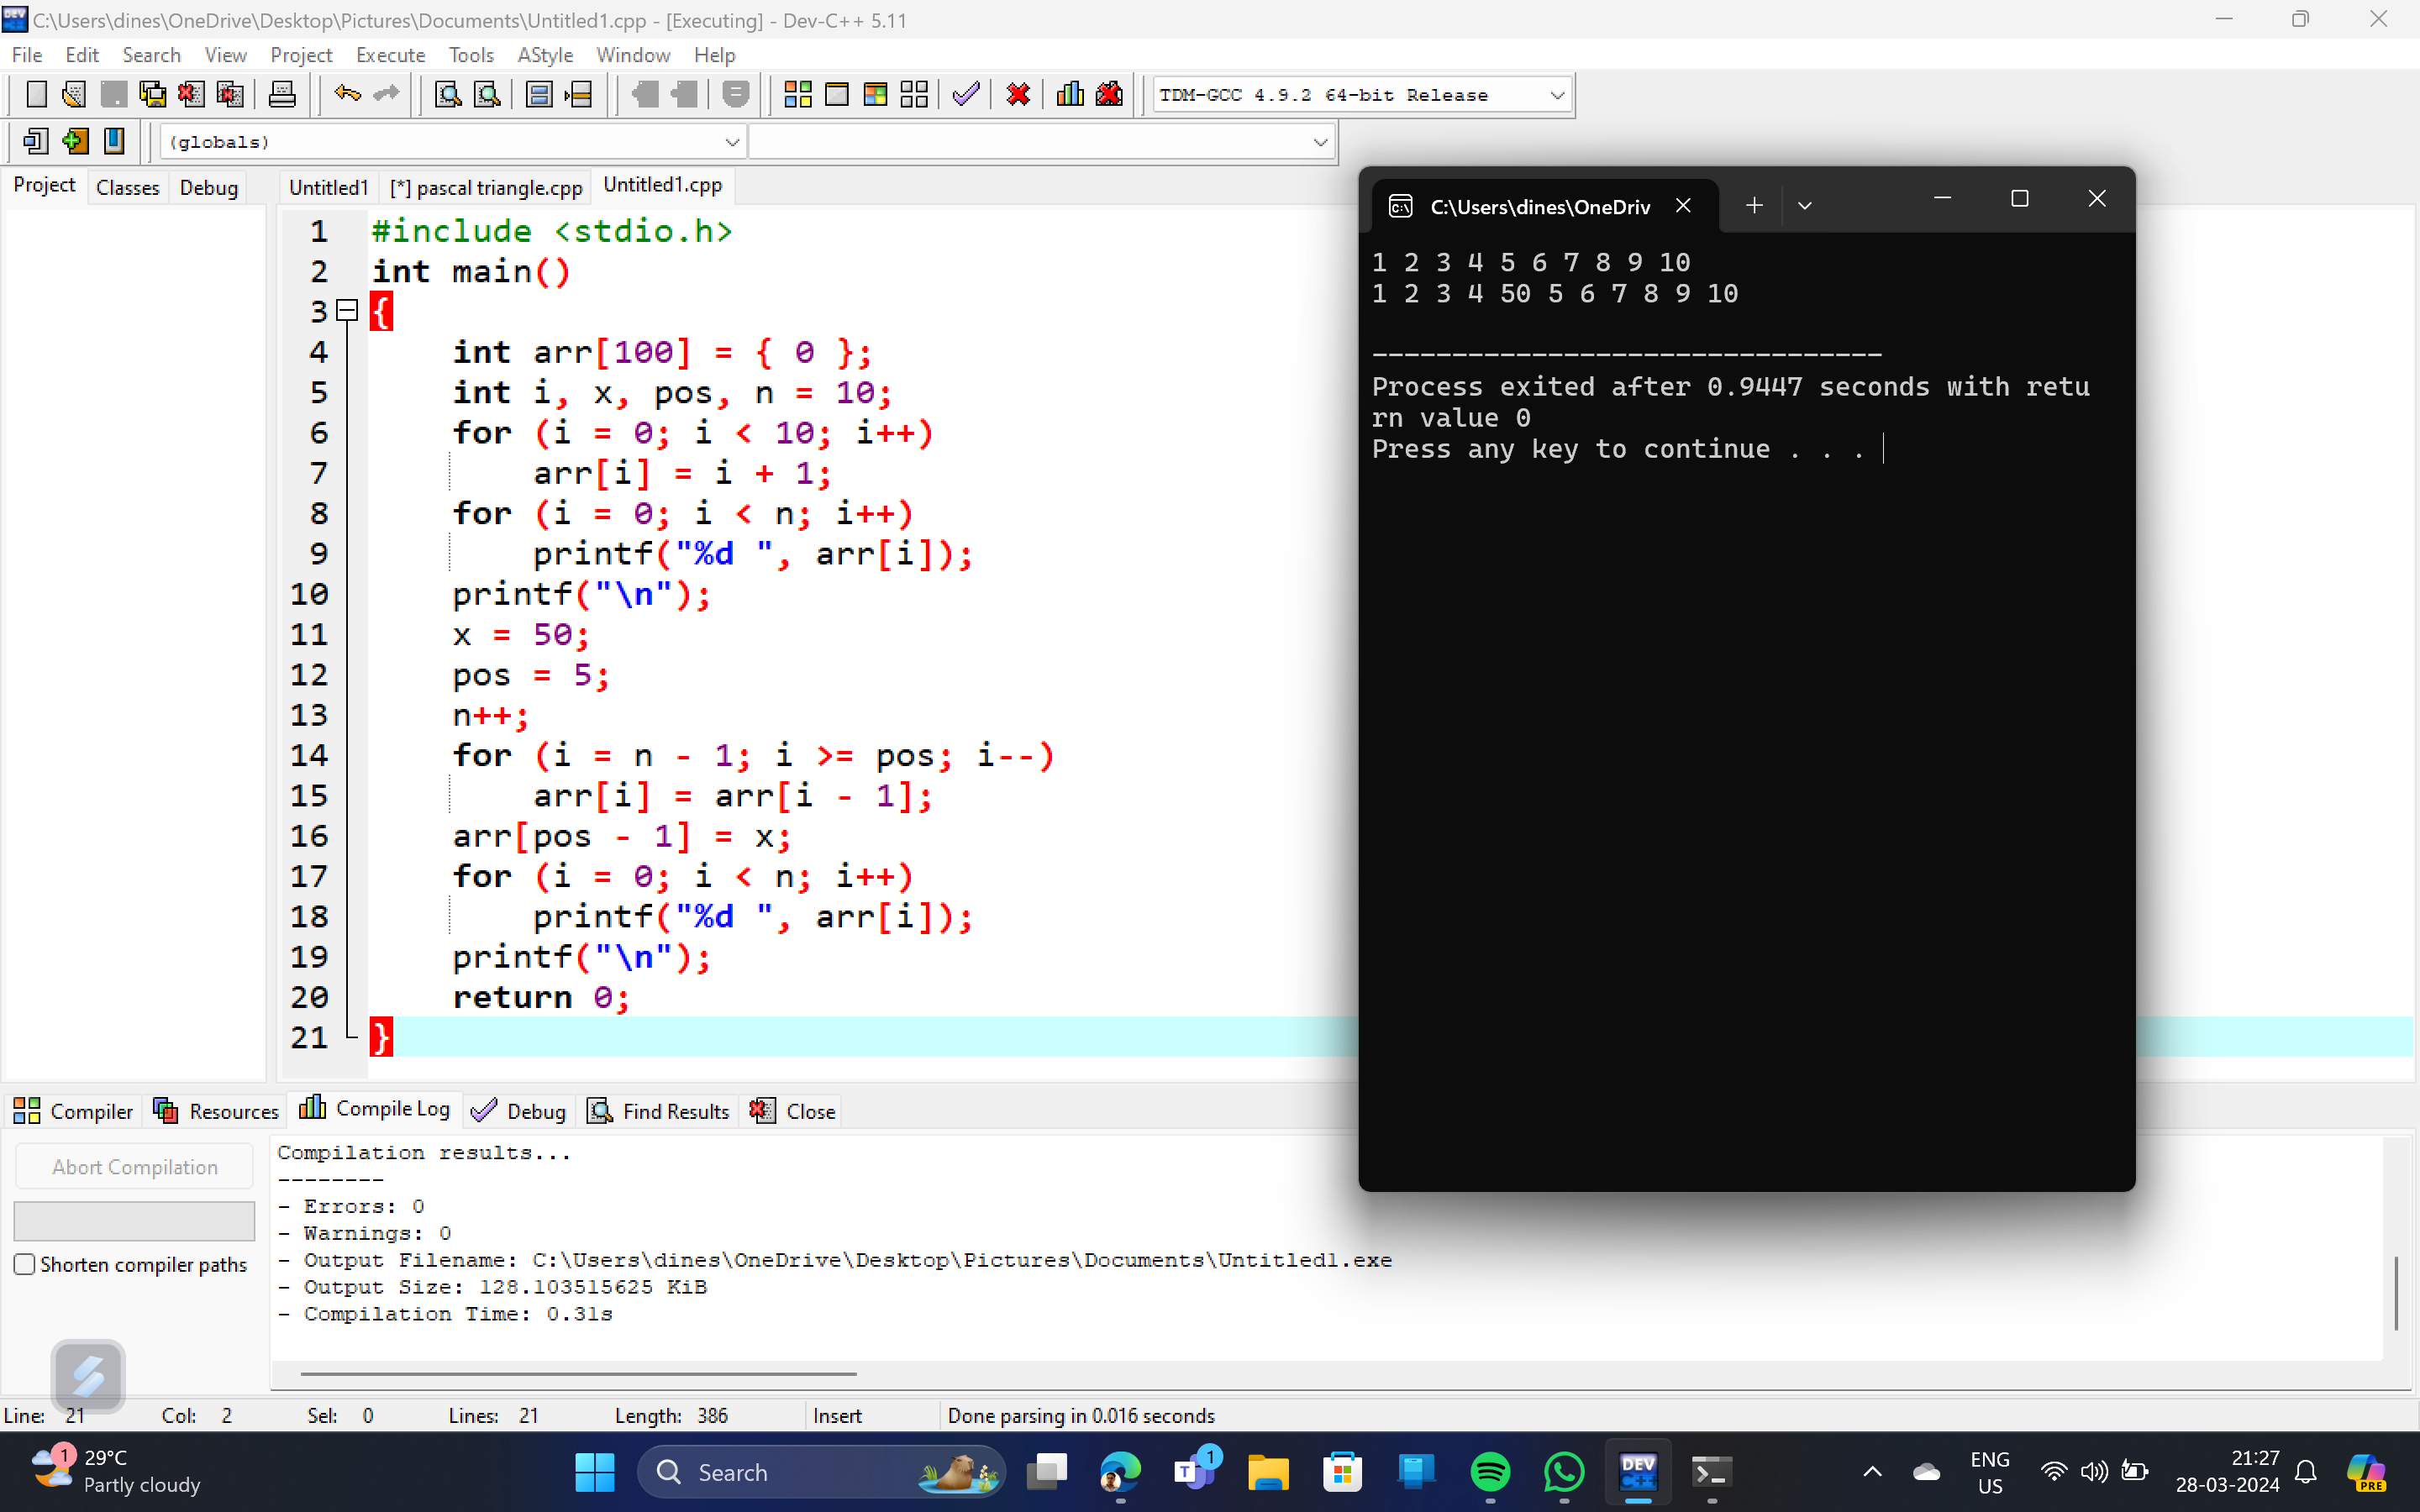 C:\Users\dines\OneDrive\Desktop\Pictures\Documents\Untitled1.cpp - [Executing] - Dev-C++ 5.11
File Edit Search View Project Execute Tools AStyle Window Help
TDM-GCC 4.9.2 64-bit Release
(globals)
Project Classes Debug Untitled1 [*] pascal triangle.cpp Untitled1.cpp
1 #include <stdio.h>
2 int main()
3 {
4 int arr[100] = { 0 };
5 int i, x, pos, n = 10;
6 for (i = 0; i < 10; i++)
7 arr[i] = i + 1;
8 for (i = 0; i < n; i++)
9 printf("%d ", arr[i]);
10 printf("\n");
11 x = 50;
12 pos = 5;
13 n++;
14 for (i = n - 1; i >= pos; i--)
15 arr[i] = arr[i - 1];
16 arr[pos - 1] = x;
17 for (i = 0; i < n; i++)
18 printf("%d ", arr[i]);
19 printf("\n");
20 return 0;
21 }
C:\Users\dines\OneDriv
1 2 3 4 5 6 7 8 9 10
1 2 3 4 50 5 6 7 8 9 10
--------------------------------
Process exited after 0.9447 seconds with retu
rn value 0
Press any key to continue . . .
Compiler Resources Compile Log Debug Find Results Close
Abort Compilation
Shorten compiler paths
Compilation results...
--------
- Errors: 0
- Warnings: 0
- Output Filename: C:\Users\dines\OneDrive\Desktop\Pictures\Documents\Untitled1.exe
- Output Size: 128.103515625 KiB
- Compilation Time: 0.31s
Line: 21 Col: 2 Sel: 0 Lines: 21 Length: 386 Insert Done parsing in 0.016 seconds
1
29°C
Partly cloudy
Search
T 1
DEV C++
ENG
US
21:27
28-03-2024
PRE